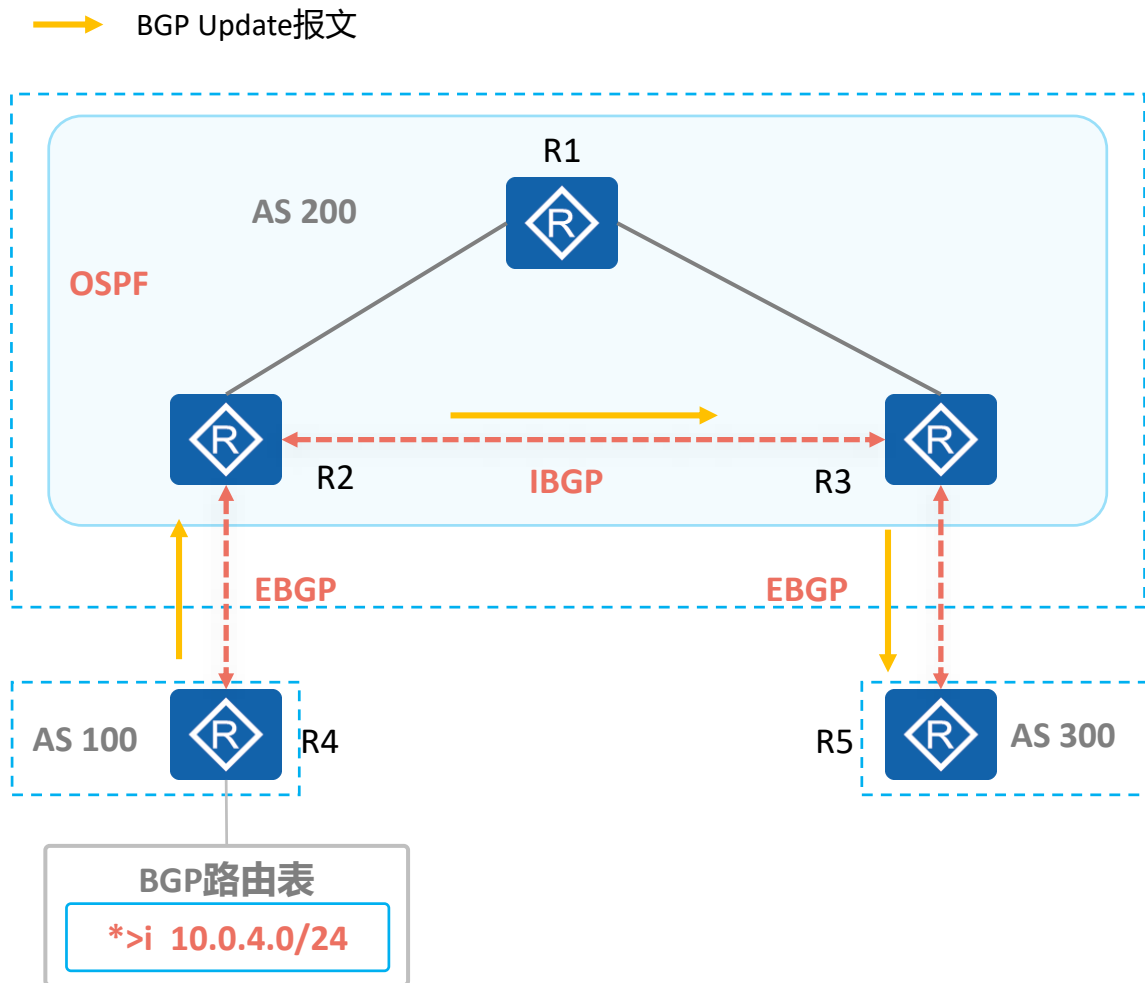 BGP Update报文
R1
R
AS 200
OSPF
R
R
R2
IBGP
R3
EBGP
EBGP
AS 100
R
R4
R5
R
AS 300
BGP路由表
*>i 10.0.4.0/24